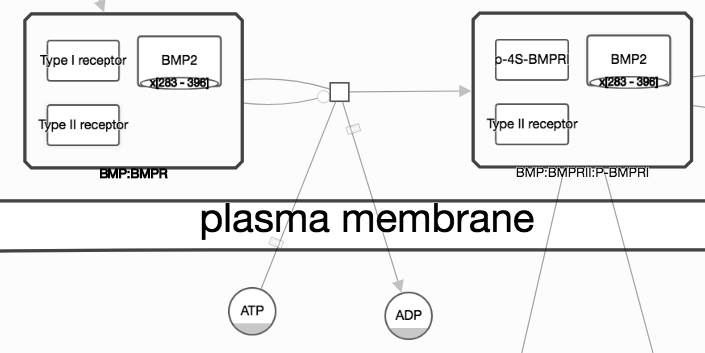 Type I receptor
BMP2
x[283 - 396]
Type II receptor
BMP:BMPR
p-4S-BMPRI
BMP2
x[283 - 396]
Type II receptor
BMP:BMPRII:P-BMPRI
plasma membrane
ATP
ADP